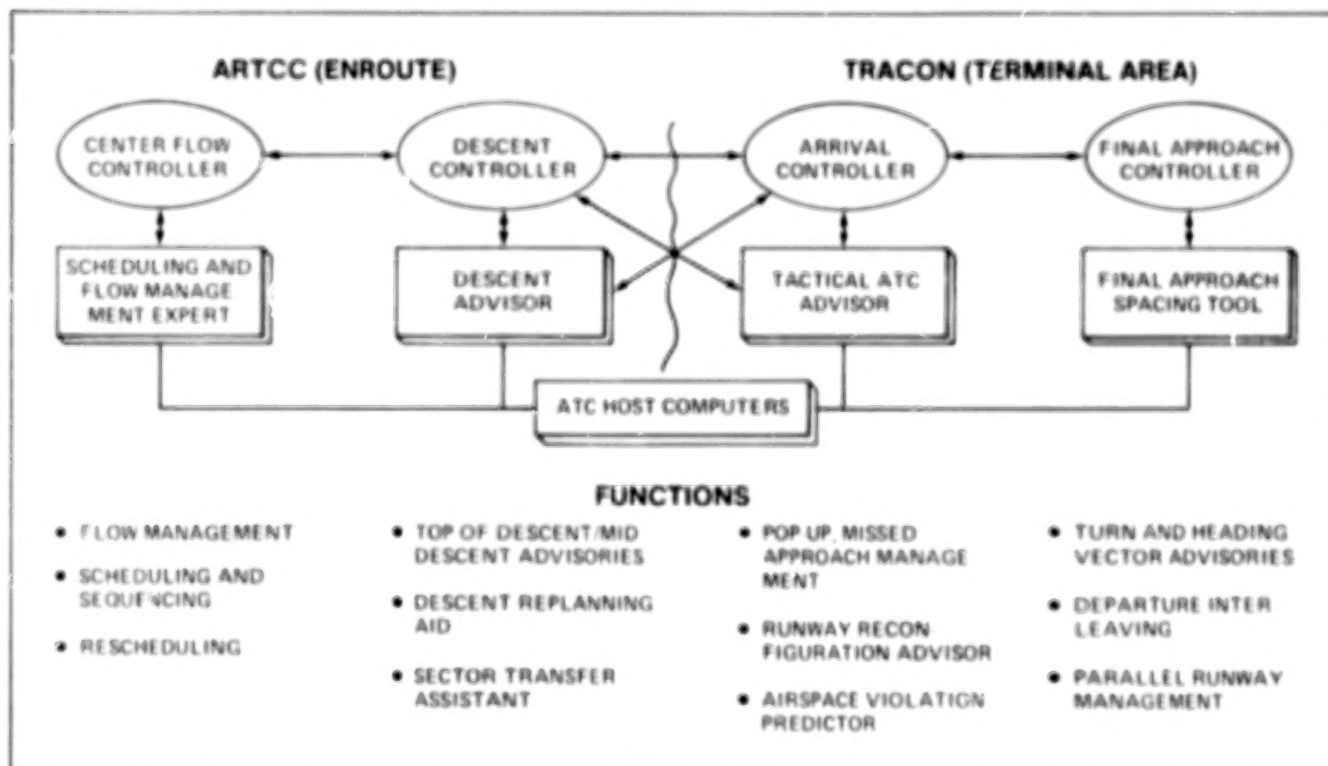 ARTCC (ENROUTE)
TRACON (TERMINAL AREA)
CENTER FLOW
CONTROLLER
DESCENT
CONTROLLER
ARRIVAL
CONTROLLER
FINAL APPROACH
CONTROLLER
SCHEDULING AND
FLOW MANAGE
MENT EXPERT
DESCENT
ADVISOR
TACTICAL ATC
ADVISOR
FINAL APPROACH
SPACING TOOL
ATC HOST COMPUTERS
FUNCTIONS
• FLOW MANAGEMENT
• SCHEDULING AND
SEQUENCING
• RESCHEDULING
• TOP OF DESCENT/MID
DESCENT ADVISORIES
• DESCENT REPLANNING
AID
• SECTOR TRANSFER
ASSISTANT
• POP UP, MISSED
APPROACH MANAGE
MENT
• RUNWAY RECON
FIGURATION ADVISOR
• AIRSPACE VIOLATION
PREDICTOR
• TURN AND HEADING
VECTOR ADVISORIES
• DEPARTURE INTER
LEAVING
• PARALLEL RUNWAY
MANAGEMENT